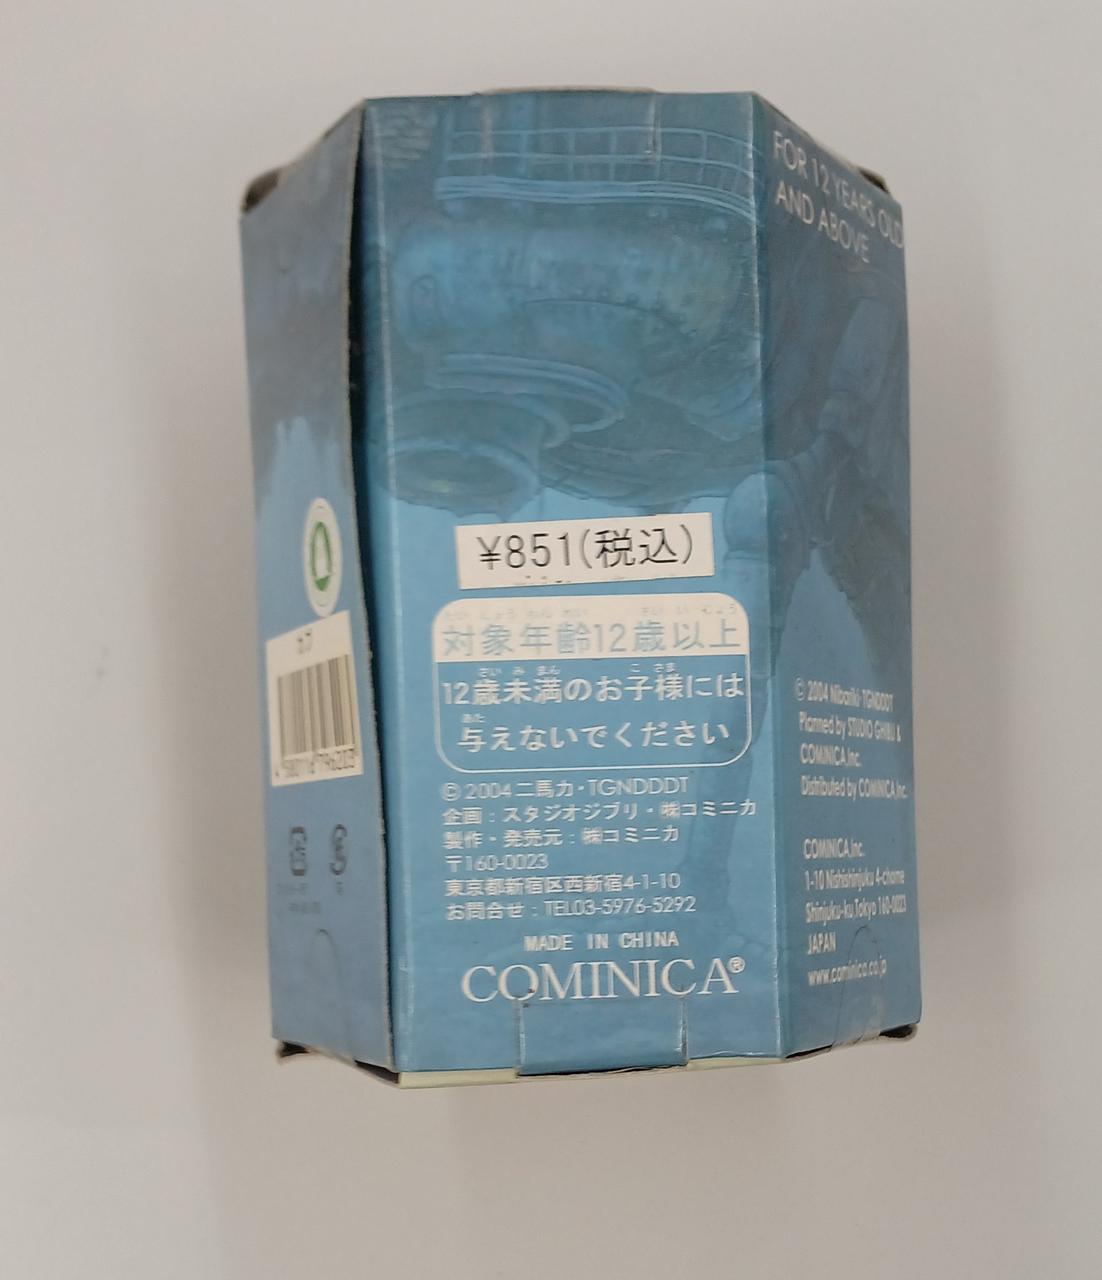 FOR 12 YEARS OLD
AND ABOVE
¥851(税込)
対象年齢12歳以上
12歳未満のお子様には
与えないでください
© 2004 二馬力・TGNDDDT
企画：スタジオジブリ・㈱コミニカ
製作・発売元：㈱コミニカ
〒160-0023
東京都新宿区西新宿4-1-10
お問合せ：TEL03-5976-5292
MADE IN CHINA
COMINICA®
© 2004 Nibariki·TGNDDDT
Planned by STUDIO GHIBLI &
COMINICA,Inc.
Distributed by COMINICA,Inc.
COMINICA,Inc.
1-10 Nishishinjuku 4-chome
Shinjuku-ku,Tokyo 160-0023
JAPAN
www.cominica.co.jp